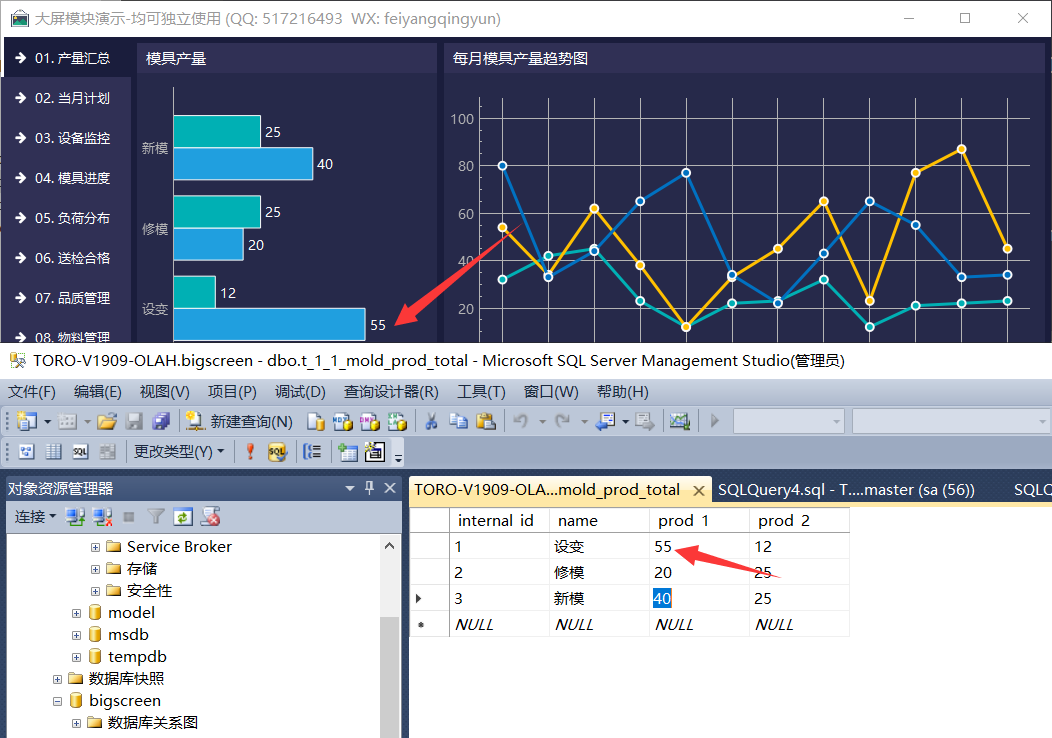 大屏模块演示-均可独立使用 (QQ: 517216493 WX: feiyangqingyun)
01. 产量汇总
02. 当月计划
03. 设备监控
04. 模具进度
05. 负荷分布
06. 送检合格
07. 品质管理
08. 物料管理
模具产量
新模
25
40
修模
25
20
设变
12
55
每月模具产量趋势图
100
80
60
40
20
TORO-V1909-OLAH.bigscreen - dbo.t_1_1_mold_prod_total - Microsoft SQL Server Management Studio(管理员)
文件(F) 编辑(E) 视图(V) 项目(P) 调试(D) 查询设计器(R) 工具(T) 窗口(W) 帮助(H)
新建查询(N)
更改类型(Y)
对象资源管理器
连接
Service Broker
存储
安全性
model
msdb
tempdb
数据库快照
bigscreen
数据库关系图
TORO-V1909-OLA...mold_prod_total SQLQuery4.sql - T....master (sa (56)) SQLQ
internal id name prod 1 prod 2
1 设变 55 12
2 修模 20 25
3 新模 40 25
NULL NULL NULL NULL